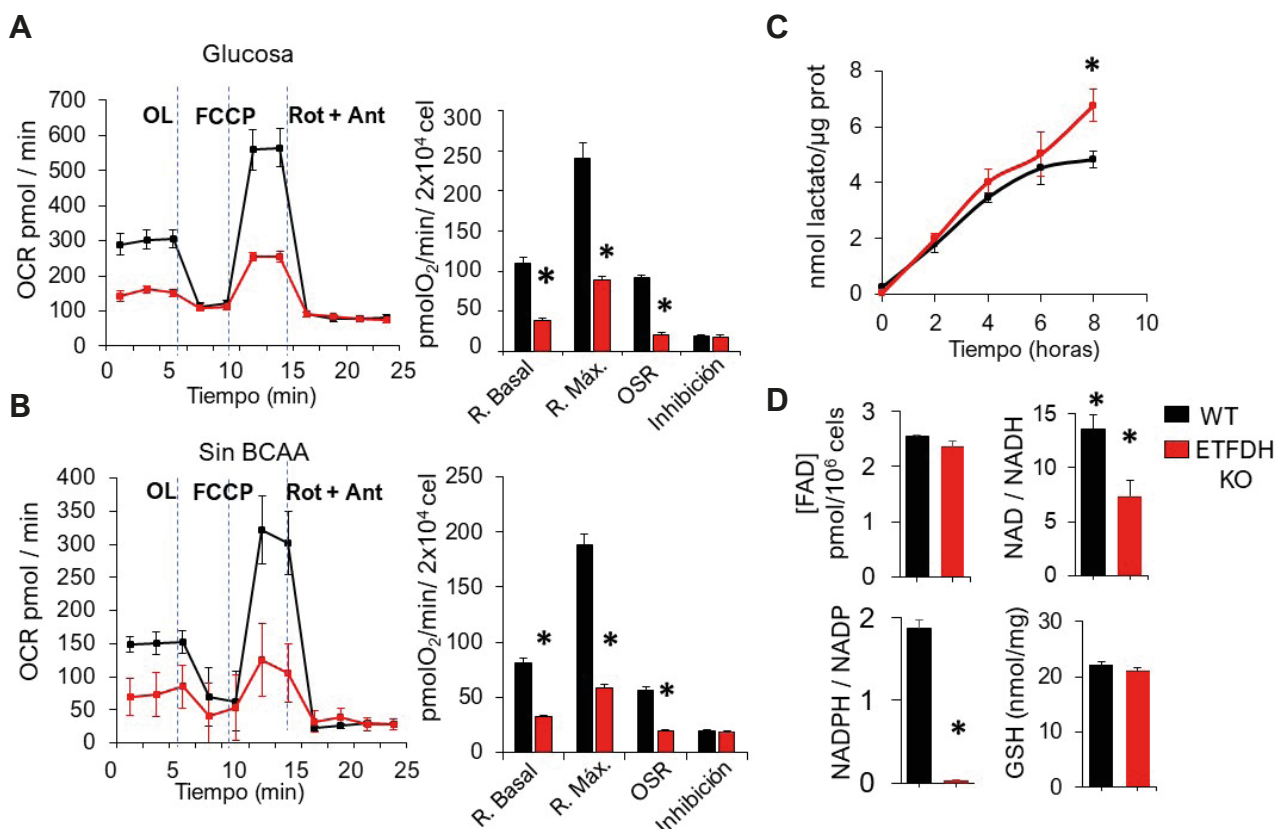 A
Glucosa
OCR pmol / min
700
600
500
400
300
200
100
0
OL
FCCP
Rot + Ant
0 5 10 15 20 25
Tiempo (min)
pmolO₂/min/ 2x10⁴ cel
300
250
200
150
100
50
0
*
*
*
R. Basal
R. Máx.
OSR
Inhibición
B
Sin BCAA
OCR pmol / min
400
350
300
250
200
150
100
50
0
OL
FCCP
Rot + Ant
0 5 10 15 20 25
Tiempo (min)
pmolO₂/min/ 2x10⁴ cel
250
200
150
100
50
0
*
*
*
R. Basal
R. Máx.
OSR
Inhibición
C
nmol lactato/µg prot
8
6
4
2
0
*
0 2 4 6 8 10
Tiempo (horas)
D
[FAD]
pmol/10⁶ cels
3
2
1
0
NAD / NADH
15
10
5
0
*
*
WT
ETFDH
KO
NADPH / NADP
2
1
0
*
GSH (nmol/mg)
30
20
10
0